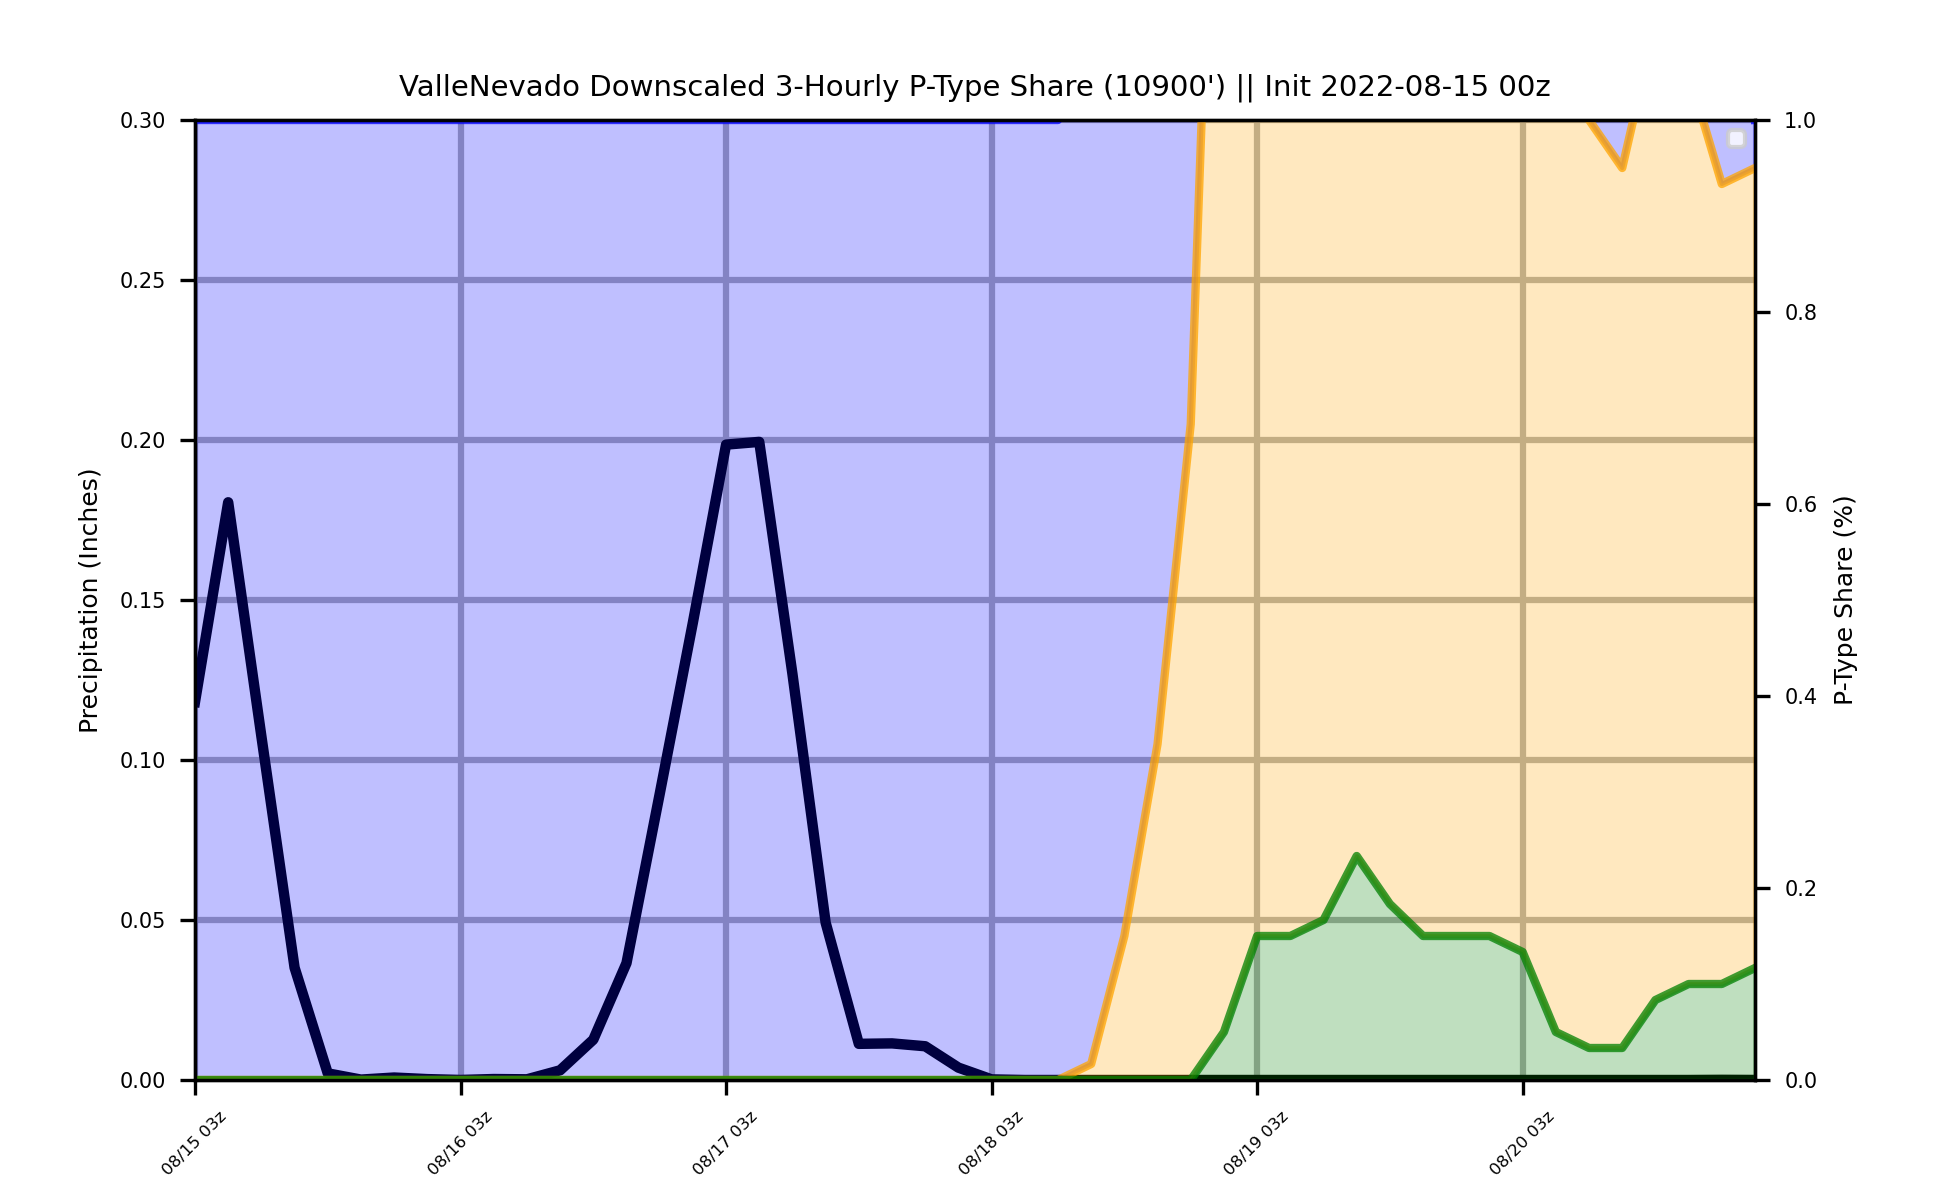 ValleNevado Downscaled 3-Hourly P-Type Share (10900') || Init 2022-08-15 00z
0.30
0.25
0.20
0.15
0.10
0.05
0.00
Precipitation (Inches)
1.0
0.8
0.6
0.4
0.2
0.0
P-Type Share (%)
08/15 03z
08/16 03z
08/17 03z
08/18 03z
08/19 03z
08/20 03z